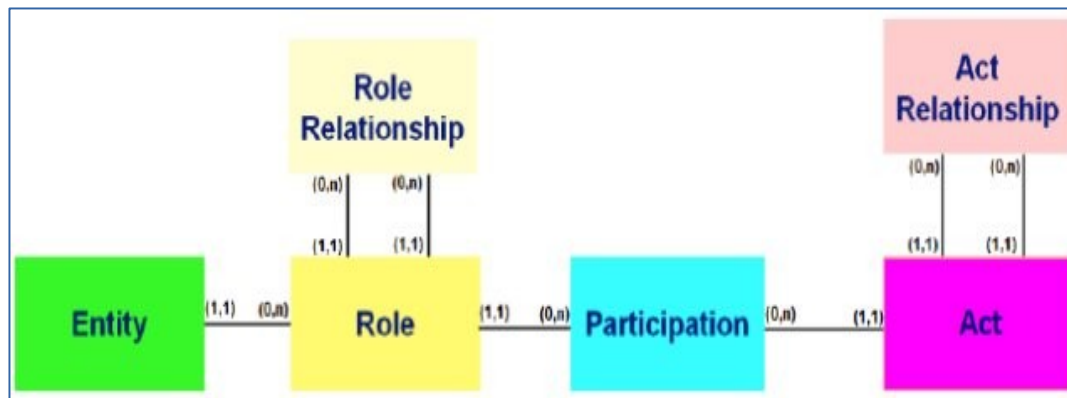 Role
Relationship
Act
Relationship
(0,n) (0,n)
(0,n) (0,n)
(1,1) (1,1)
(1,1) (1,1)
Entity
(1,1) (0,n)
Role
(1,1) (0,n)
Participation
(0,n) (1,1)
Act